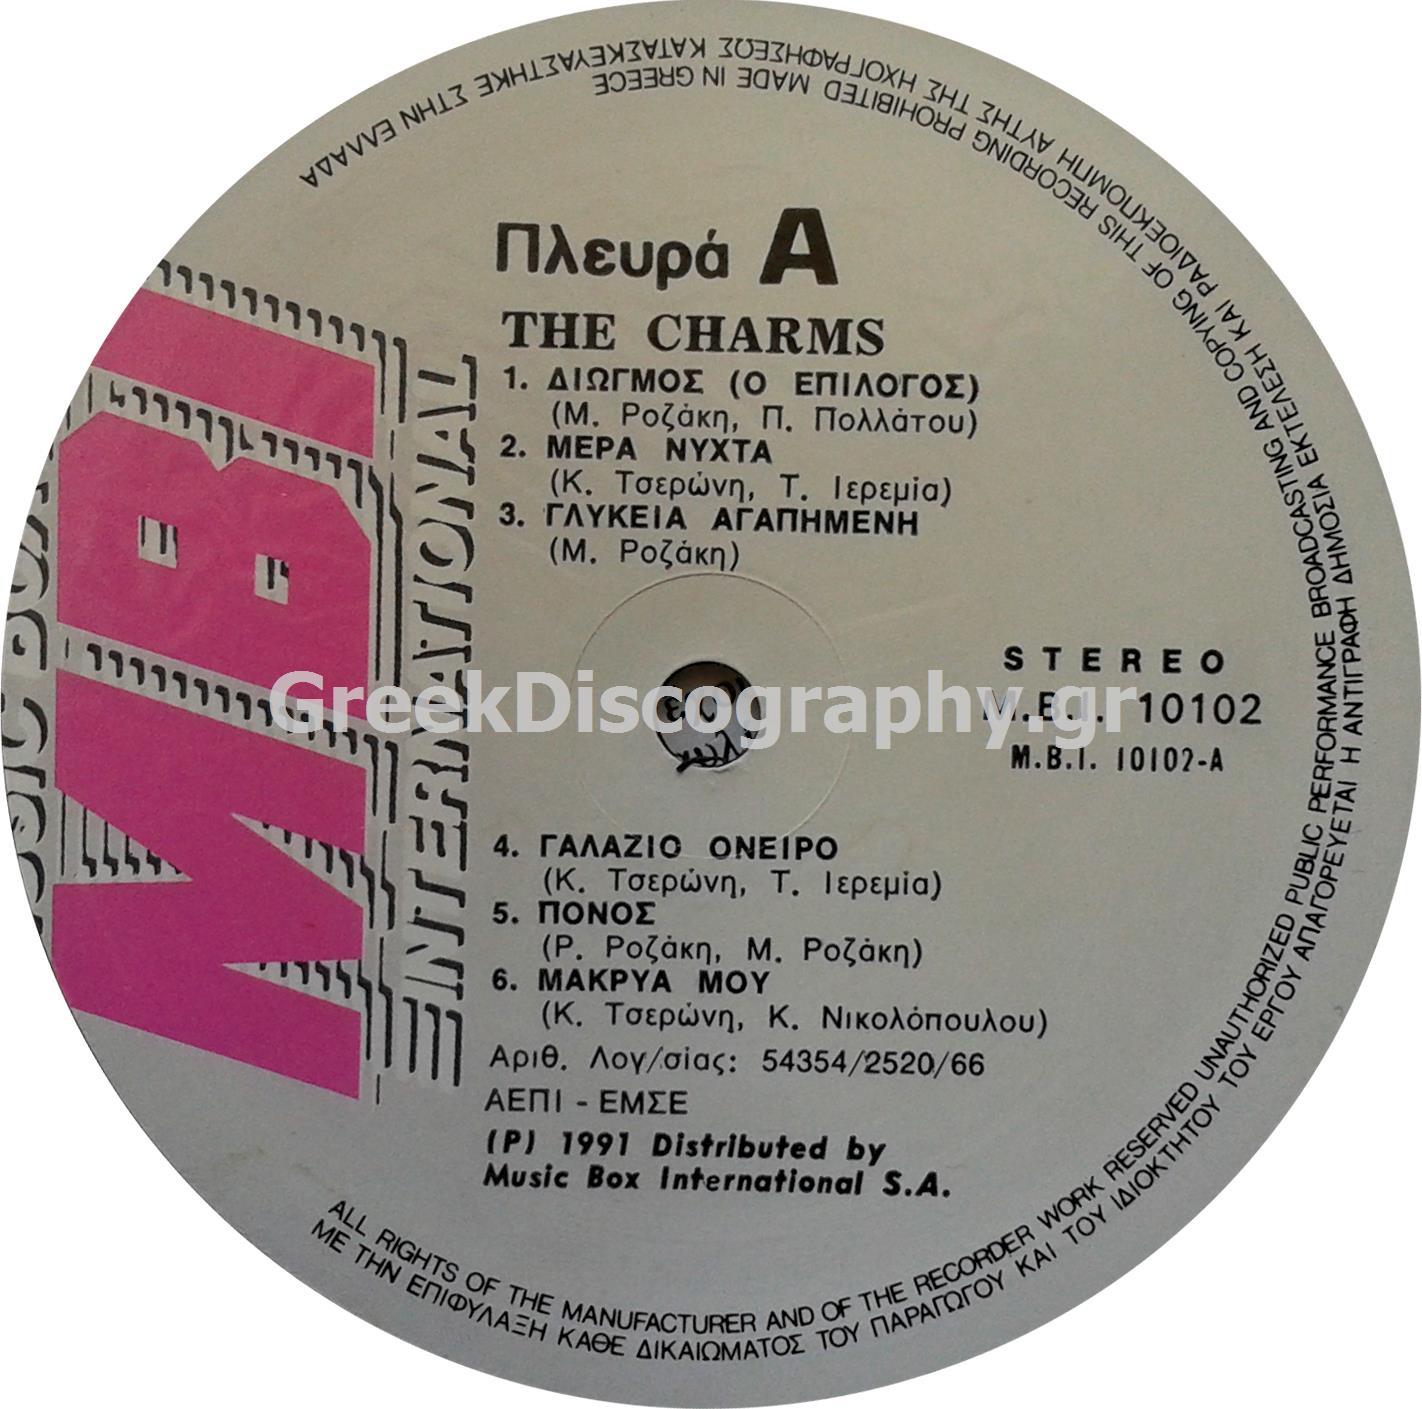 Πλευρά A
THE CHARMS
1. ΔΙΩΓΜΟΣ (Ο ΕΠΙΛΟΓΟΣ)
(Μ. Ροζάκη, Π. Πολλάτου)
2. ΜΕΡΑ ΝΥΧΤΑ
(Κ. Τσερώνη, Τ. Ιερεμία)
3. ΓΛΥΚΕΙΑ ΑΓΑΠΗΜΕΝΗ
(Μ. Ροζάκη)
STEREO
M.B.I. 10102
M.B.I. 10102-A
GreekDiscography.gr
4. ΓΑΛΑΖΙΟ ΟΝΕΙΡΟ
(Κ. Τσερώνη, Τ. Ιερεμία)
5. ΠΟΝΟΣ
(Ρ. Ροζάκη, Μ. Ροζάκη)
6. ΜΑΚΡΥΑ ΜΟΥ
(Κ. Τσερώνη, Κ. Νικολόπουλου)
Αριθ. Λογ/σίας: 54354/2520/66
ΑΕΠΙ - ΕΜΣΕ
(P) 1991 Distributed by
Music Box International S.A.
MBI
INTERNATIONAL
ALL RIGHTS OF THE MANUFACTURER AND OF THE RECORDER WORK RESERVED UNAUTHORIZED PUBLIC PERFORMANCE BROADCASTING AND COPYING OF THIS RECORDING PROHIBITED MADE IN GREECE
ΜΕ ΤΗΝ ΕΠΙΦΥΛΑΞΗ ΚΑΘΕ ΔΙΚΑΙΩΜΑΤΟΣ ΤΟΥ ΠΑΡΑΓΩΓΟΥ ΚΑΙ ΤΟΥ ΙΔΙΟΚΤΗΤΟΥ ΤΟΥ ΕΡΓΟΥ ΑΠΑΓΟΡΕΥΕΤΑΙ Η ΑΝΤΙΓΡΑΦΗ ΔΗΜΟΣΙΑ ΕΚΤΕΛΕΣΗ ΚΑΙ ΡΑΔΙΟΕΚΠΟΜΠΗ ΑΥΤΗΣ ΤΗΣ ΗΧΟΓΡΑΦΗΣΕΩΣ ΚΑΤΑΣΚΕΥΑΣΤΗΚΕ ΣΤΗΝ ΕΛΛΑΔΑ